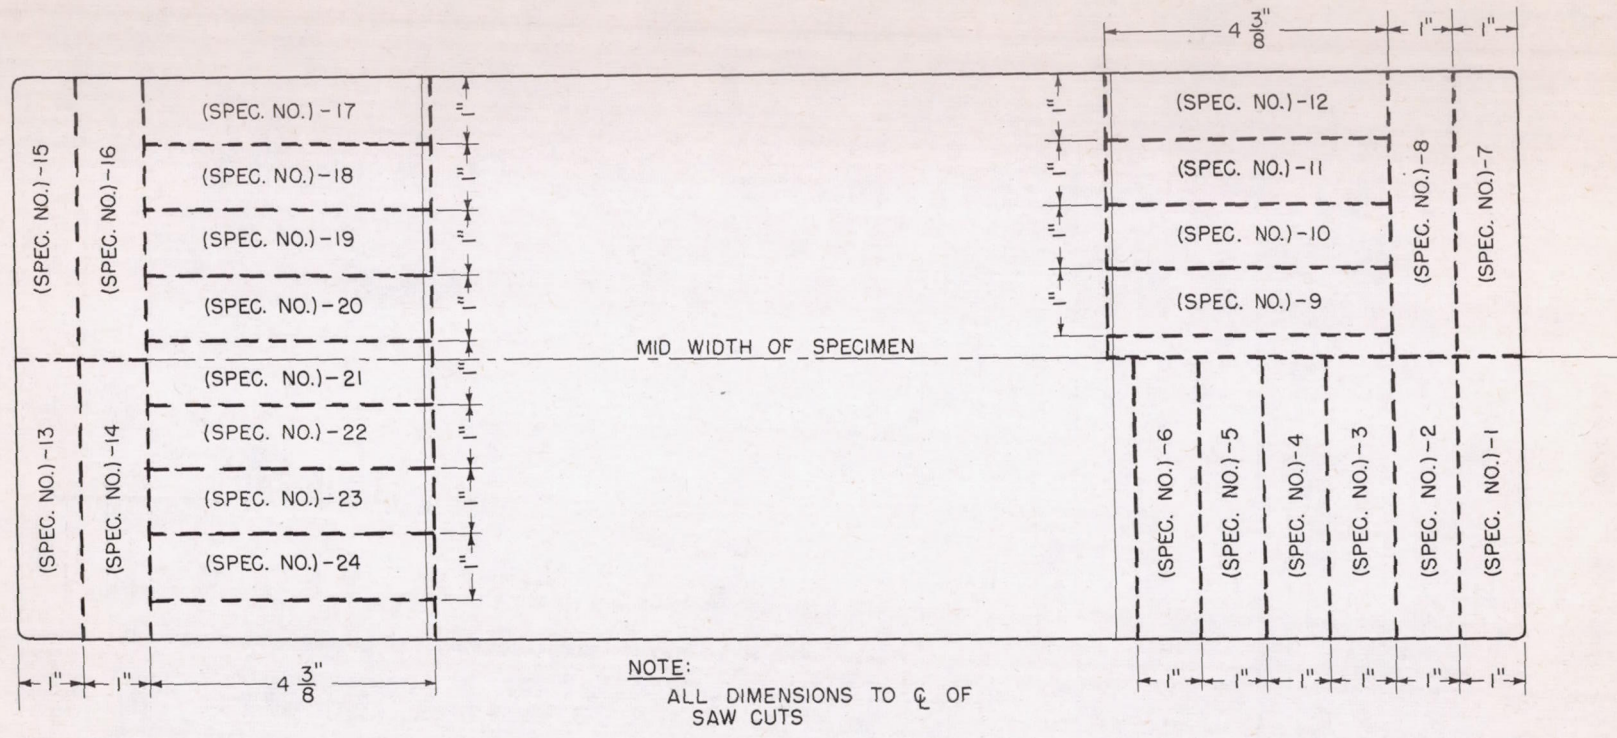 4 3/8" 1" 1"
(SPEC. NO.)-15
(SPEC. NO.)-16
(SPEC. NO.)-17
(SPEC. NO.)-18
(SPEC. NO.)-19
(SPEC. NO.)-20
1"
1"
1"
1"
1"
1"
1"
1"
(SPEC. NO.)-12
(SPEC. NO.)-11
(SPEC. NO.)-10
(SPEC. NO.)-9
(SPEC. NO.)-8
(SPEC. NO.)-7
MID WIDTH OF SPECIMEN
(SPEC. NO.)-13
(SPEC. NO.)-14
(SPEC. NO.)-21
(SPEC. NO.)-22
(SPEC. NO.)-23
(SPEC. NO.)-24
1"
1"
1"
1"
(SPEC. NO.)-6
(SPEC. NO.)-5
(SPEC. NO.)-4
(SPEC. NO.)-3
(SPEC. NO.)-2
(SPEC. NO.)-1
1" 1" 4 3/8"
NOTE:
ALL DIMENSIONS TO ℄ OF
SAW CUTS
1" 1" 1" 1" 1" 1"